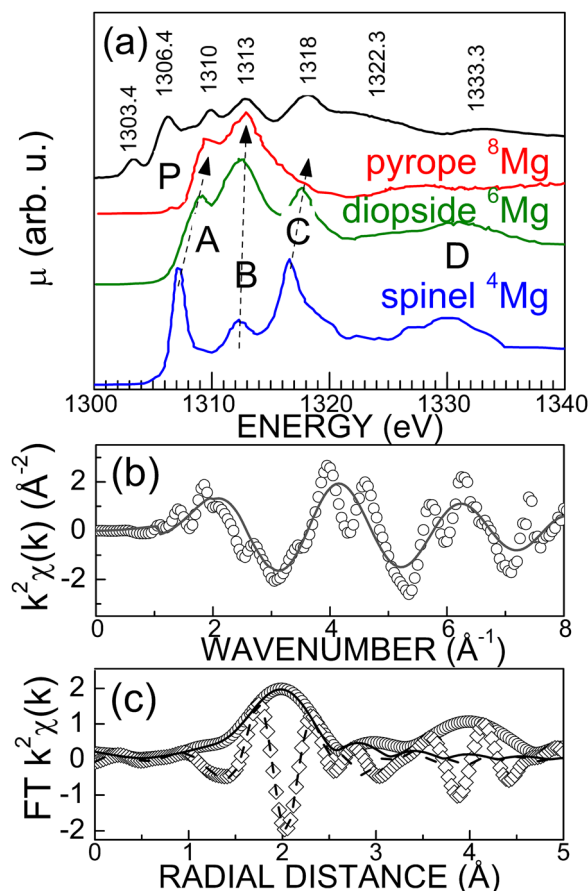 (a)
1303.4 1306.4 1310 1313 1318 1322.3 1333.3
P
pyrope ⁸Mg
diopside ⁶Mg
A B C D
spinel ⁴Mg
μ (arb. u.)
1300 1310 1320 1330 1340
ENERGY (eV)
(b)
k²χ(k) (Å⁻²)
2
0
-2
0 2 4 6 8
WAVENUMBER (Å⁻¹)
(c)
FT k²χ(k)
2
1
0
-1
-2
0 1 2 3 4 5
RADIAL DISTANCE (Å)